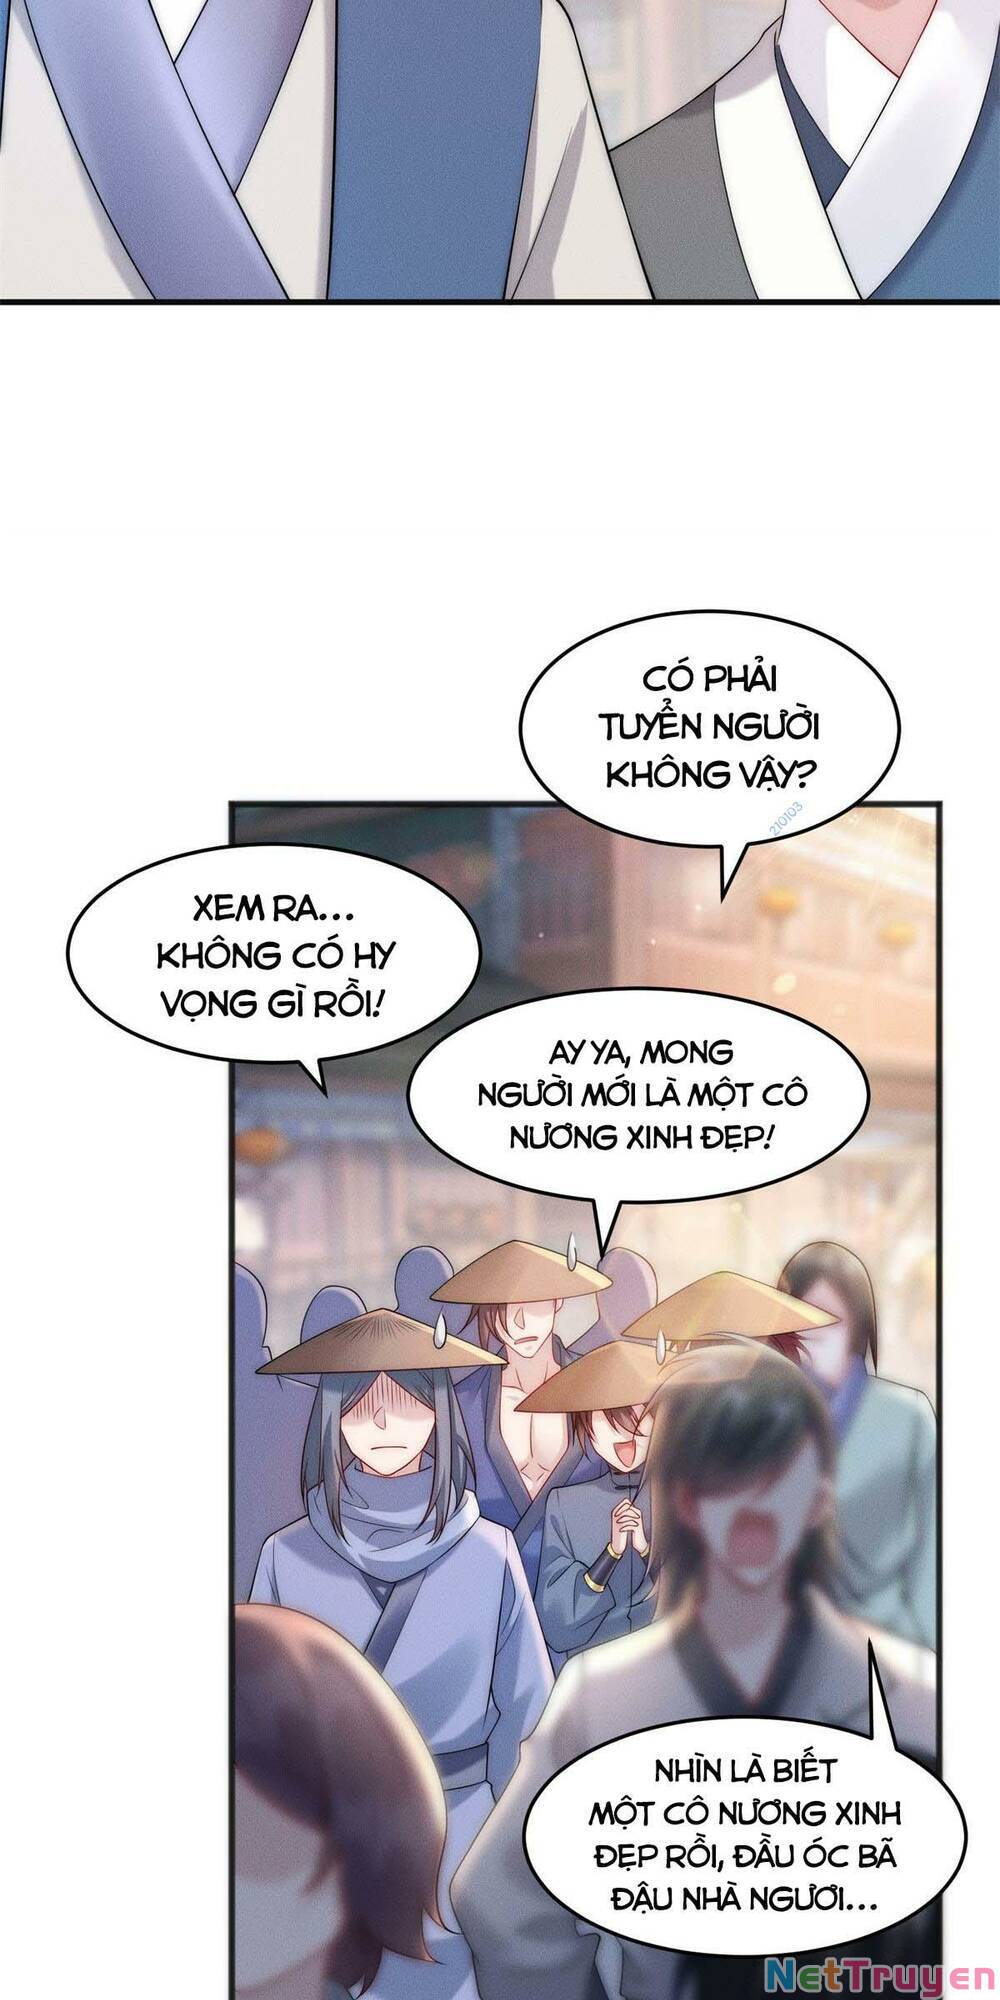 CÓ PHẢI
TUYỂN NGƯỜI
KHÔNG VẬY?
210103
XEM RA...
KHÔNG CÓ HY
VỌNG GÌ RỒI!
AY YA, MONG
NGƯỜI MỚI LÀ MỘT CÔ
NƯƠNG XINH ĐẸP!
NHÌN LÀ BIẾT
MỘT CÔ NƯƠNG XINH
ĐẸP RỒI, ĐẦU ÓC BÃ
ĐẬU NHÀ NGƯƠI...
NetTruyen